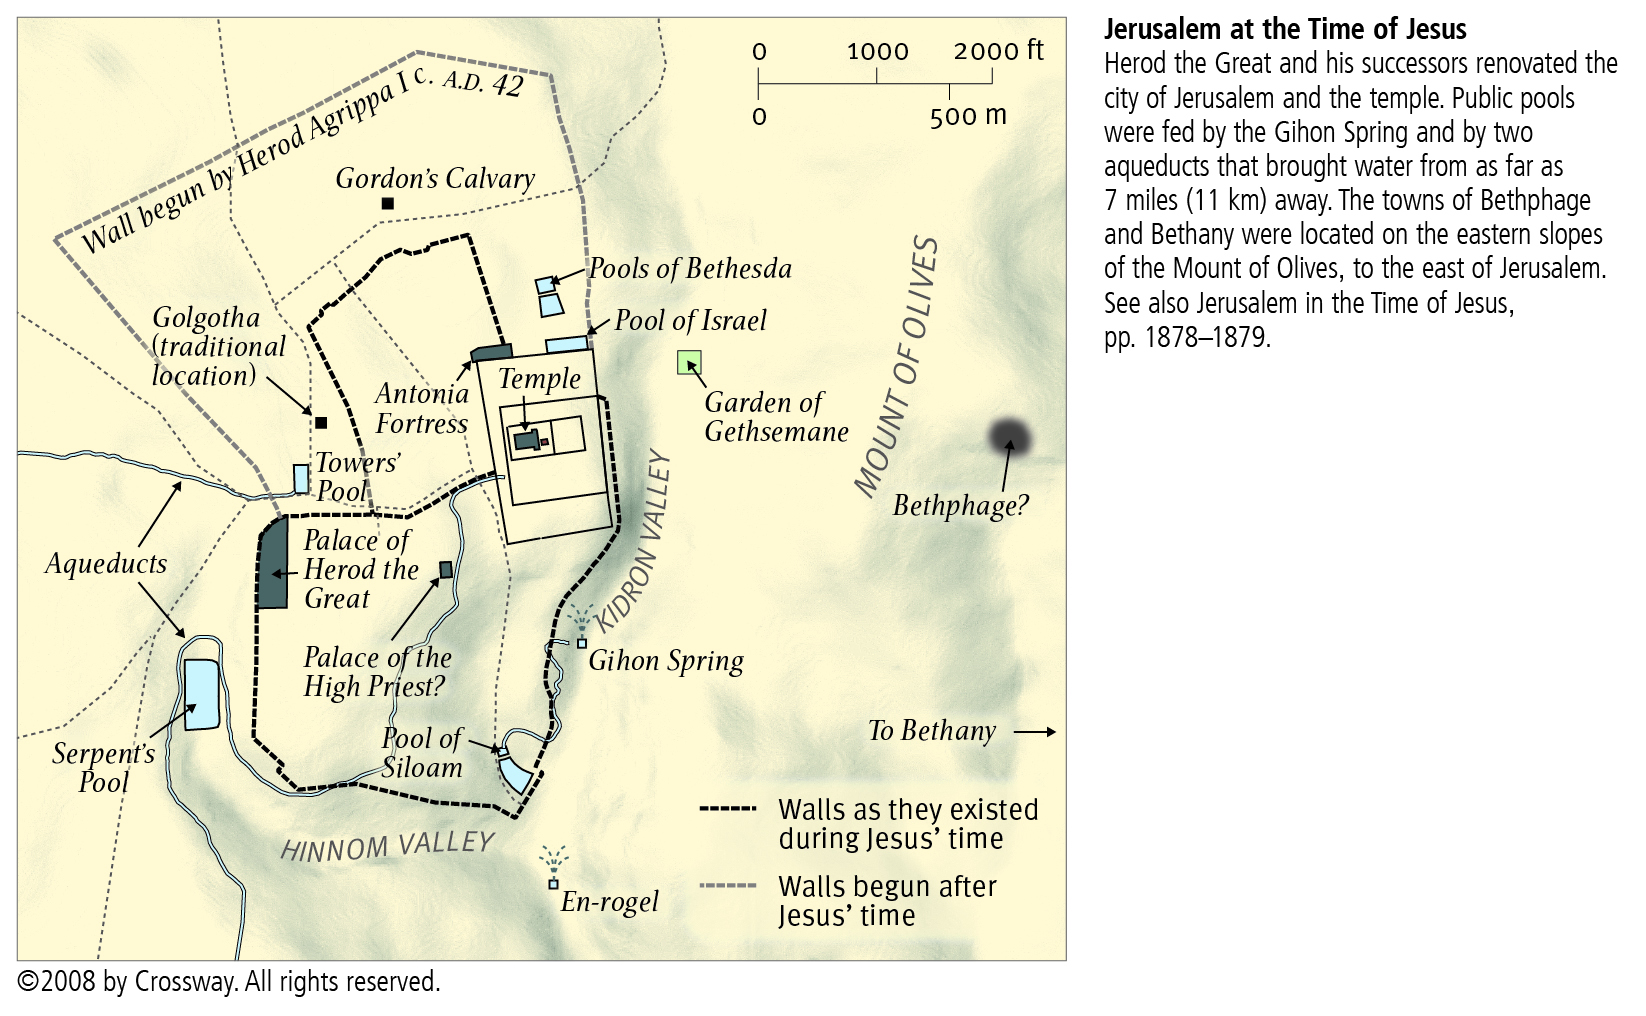 0 1000 2000 ft
0 500 m
Wall begun by Herod Agrippa I c. A.D. 42
Gordon's Calvary
Pools of Bethesda
Pool of Israel
Golgotha
(traditional
location)
Antonia
Fortress
Temple
Garden of
Gethsemane
MOUNT OF OLIVES
Bethphage?
Towers'
Pool
KIDRON VALLEY
Aqueducts
Palace of
Herod the
Great
Palace of the
High Priest?
Gihon Spring
Serpent's
Pool
Pool of
Siloam
To Bethany
HINNOM VALLEY
En-rogel
Walls as they existed
during Jesus' time
Walls begun after
Jesus' time
©2008 by Crossway. All rights reserved.
Jerusalem at the Time of Jesus
Herod the Great and his successors renovated the
city of Jerusalem and the temple. Public pools
were fed by the Gihon Spring and by two
aqueducts that brought water from as far as
7 miles (11 km) away. The towns of Bethphage
and Bethany were located on the eastern slopes
of the Mount of Olives, to the east of Jerusalem.
See also Jerusalem in the Time of Jesus,
pp. 1878–1879.